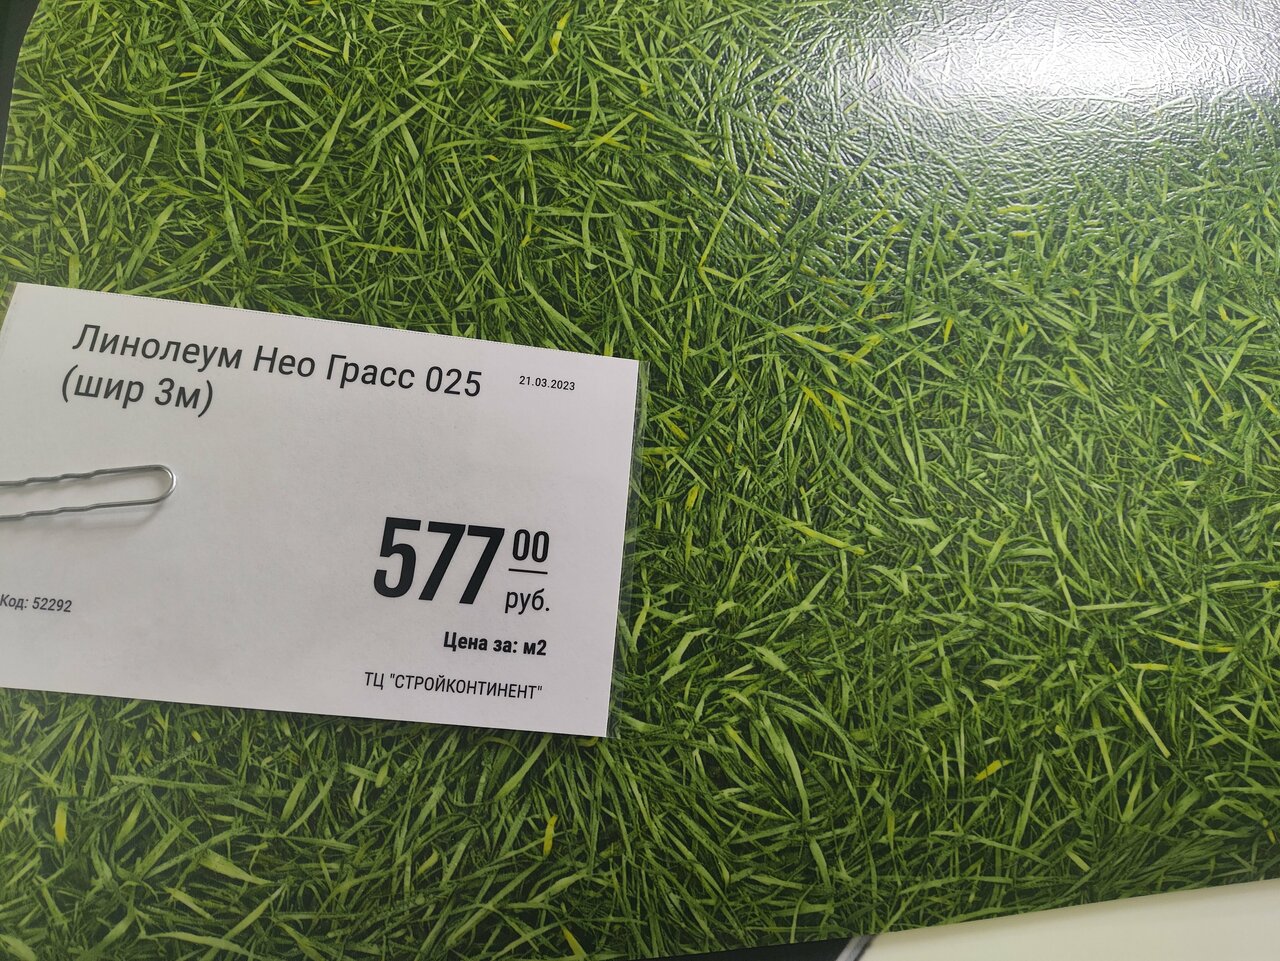 Линолеум Нео Грасс 025
(шир 3м)
21.03.2023
577 00
руб.
Код: 52292
Цена за: м2
ТЦ "СТРОЙКОНТИНЕНТ"